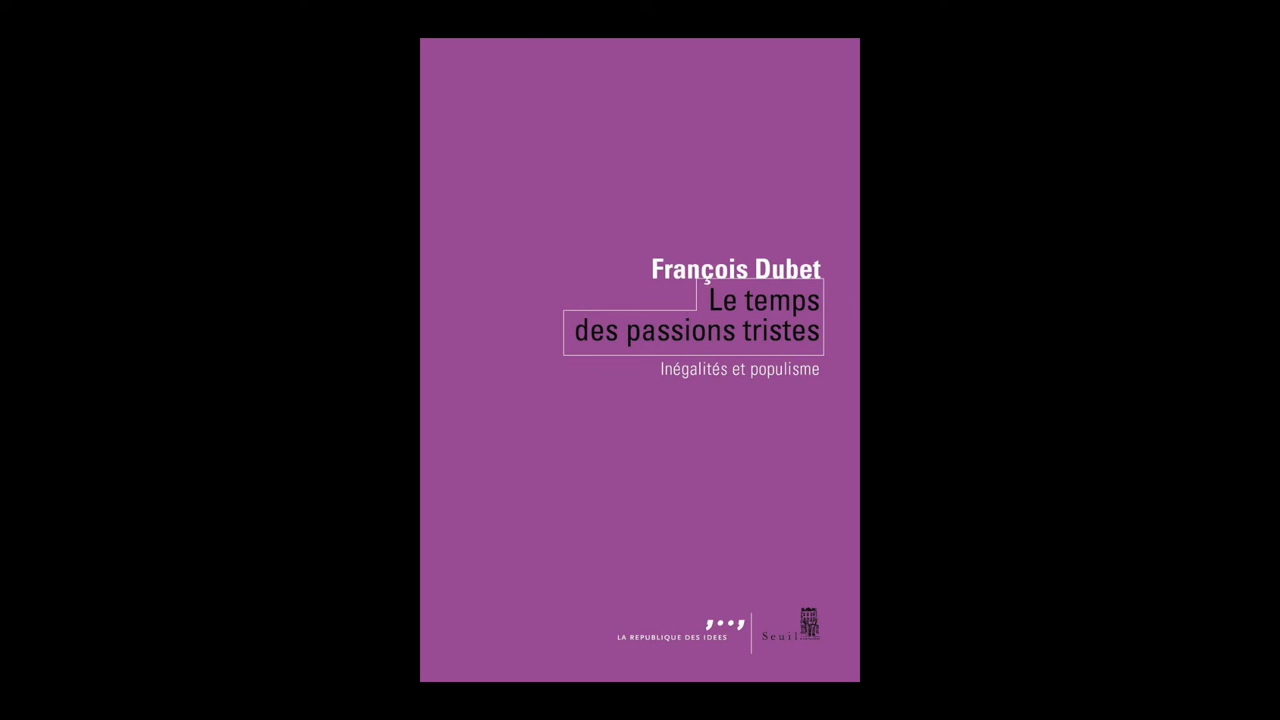 François Dubet
Le temps
des passions tristes
Inégalités et populisme
LA REPUBLIQUE DES IDEES
Seuil